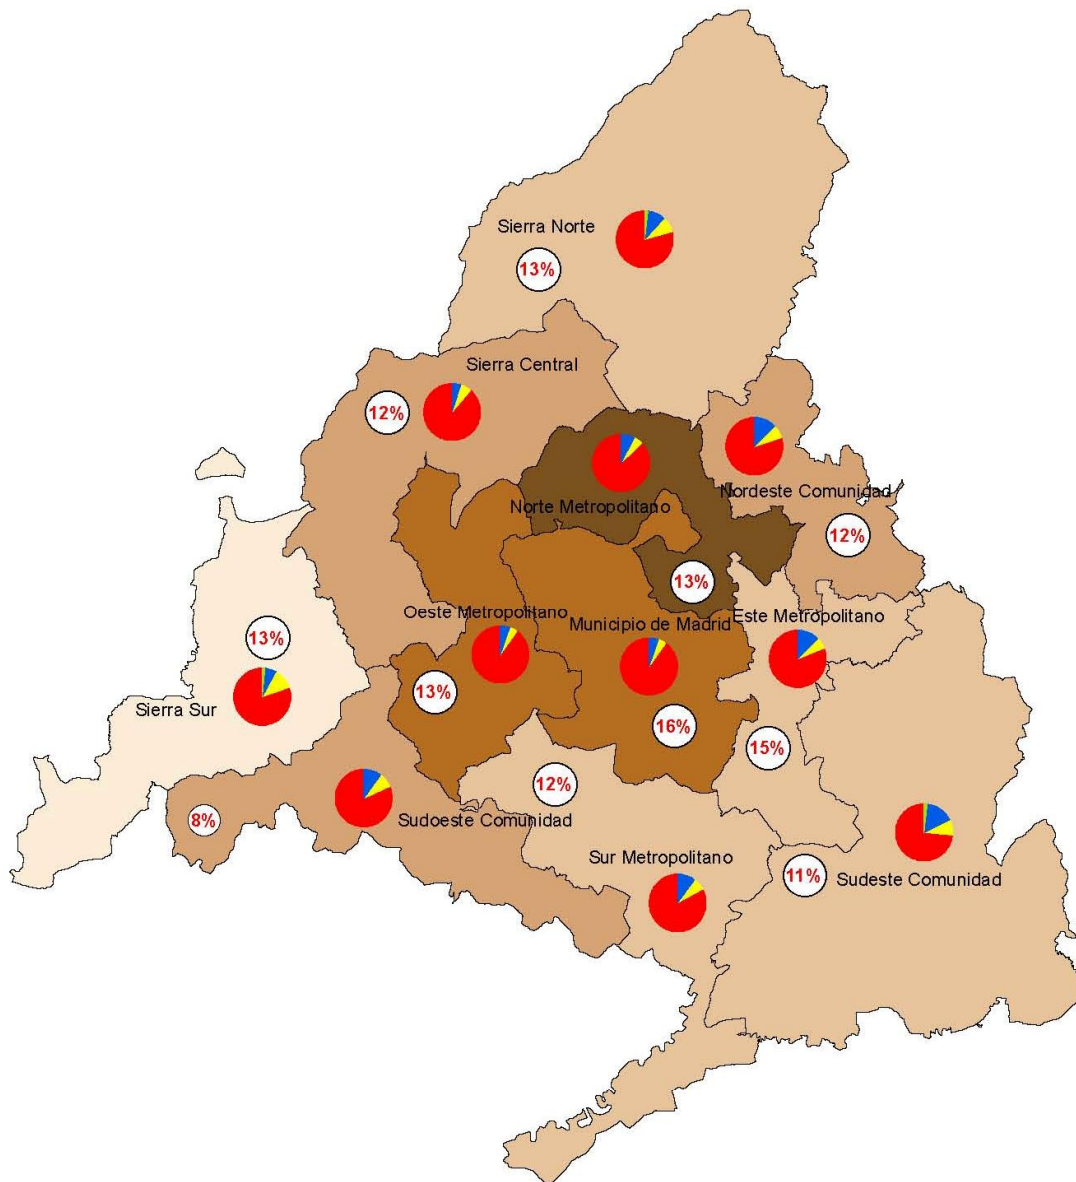 Sierra Norte
13%
Sierra Central
12%
Norte Metropolitano
Nordeste Comunidad
12%
13%
Oeste Metropolitano
Municipio de Madrid
Este Metropolitano
13%
13%
Sierra Sur
16%
15%
12%
8%
Sudoeste Comunidad
Sur Metropolitano
11%
Sudeste Comunidad